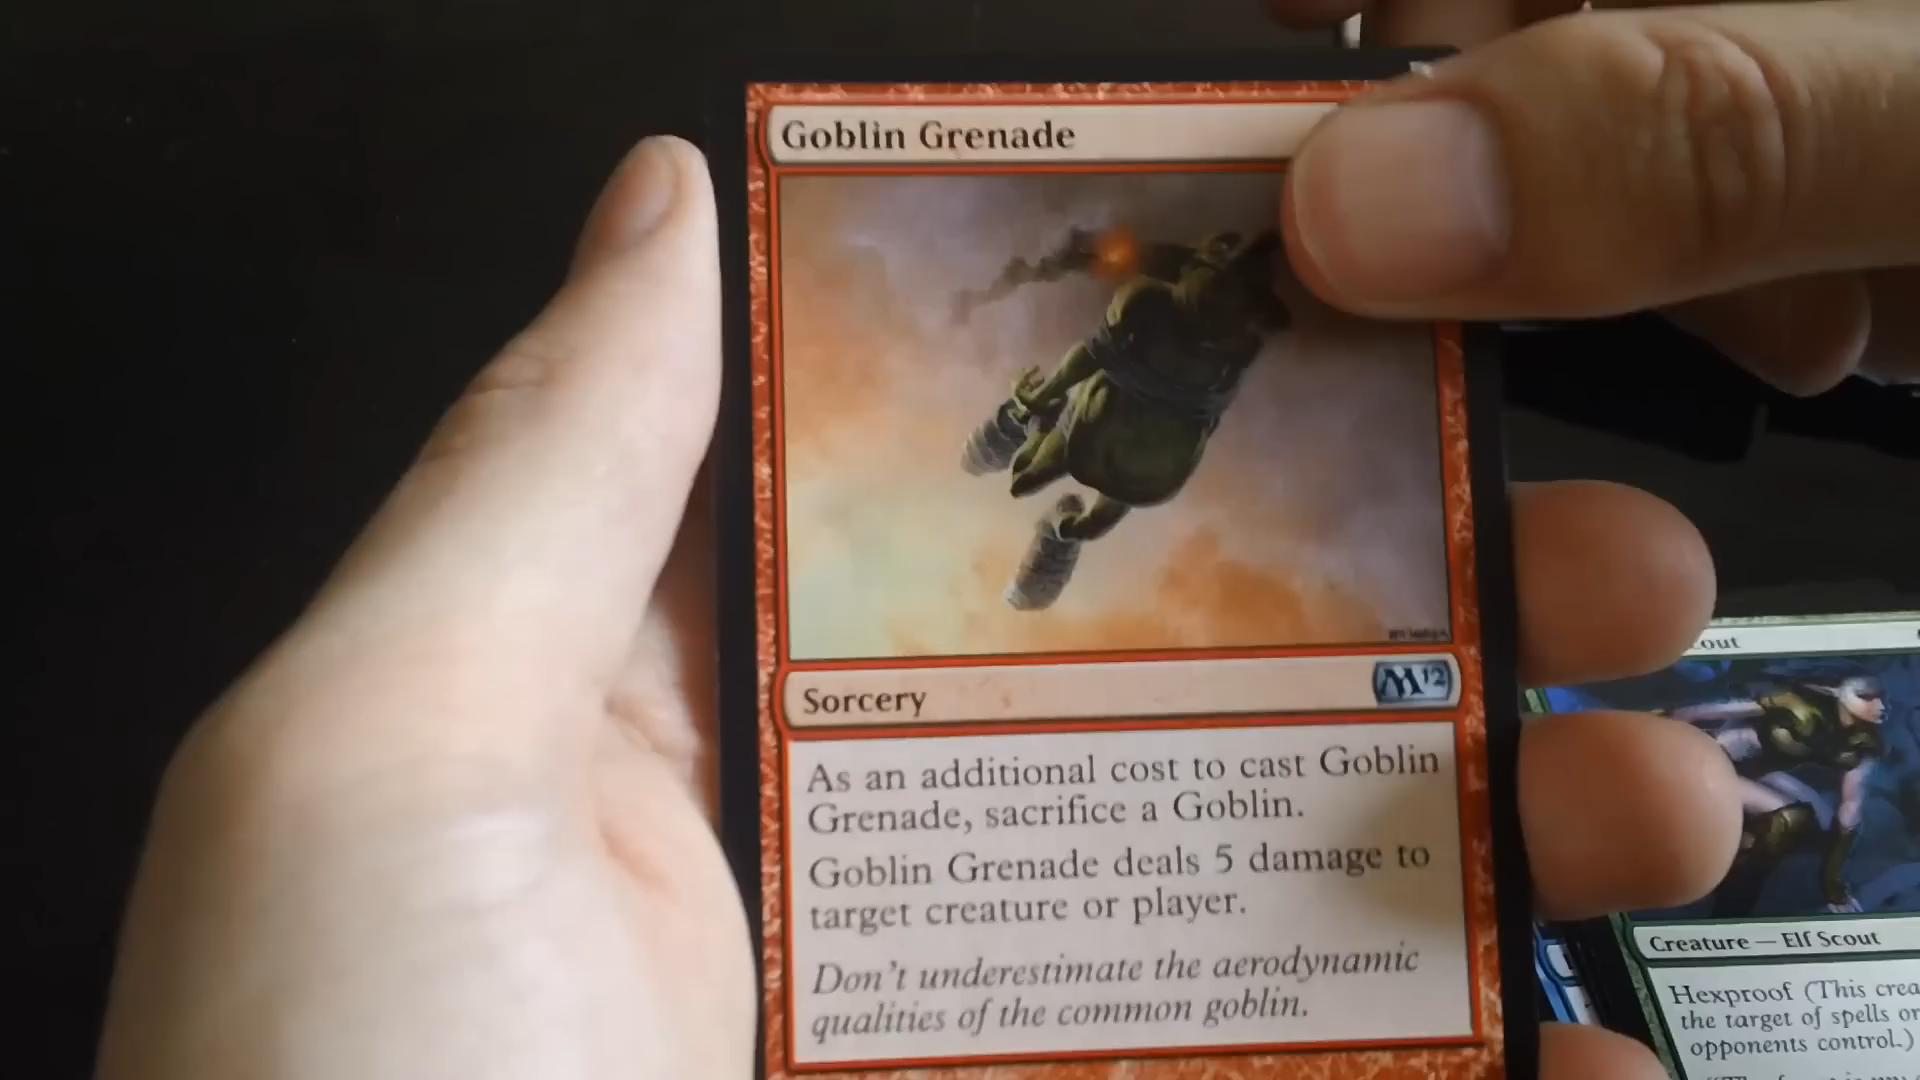 Goblin Grenade
Sorcery
M12
As an additional cost to cast Goblin
Grenade, sacrifice a Goblin.
Goblin Grenade deals 5 damage to
target creature or player.
Don't underestimate the aerodynamic
qualities of the common goblin.
cout
Creature — Elf Scout
Hexproof (This crea
the target of spells or
opponents control.)